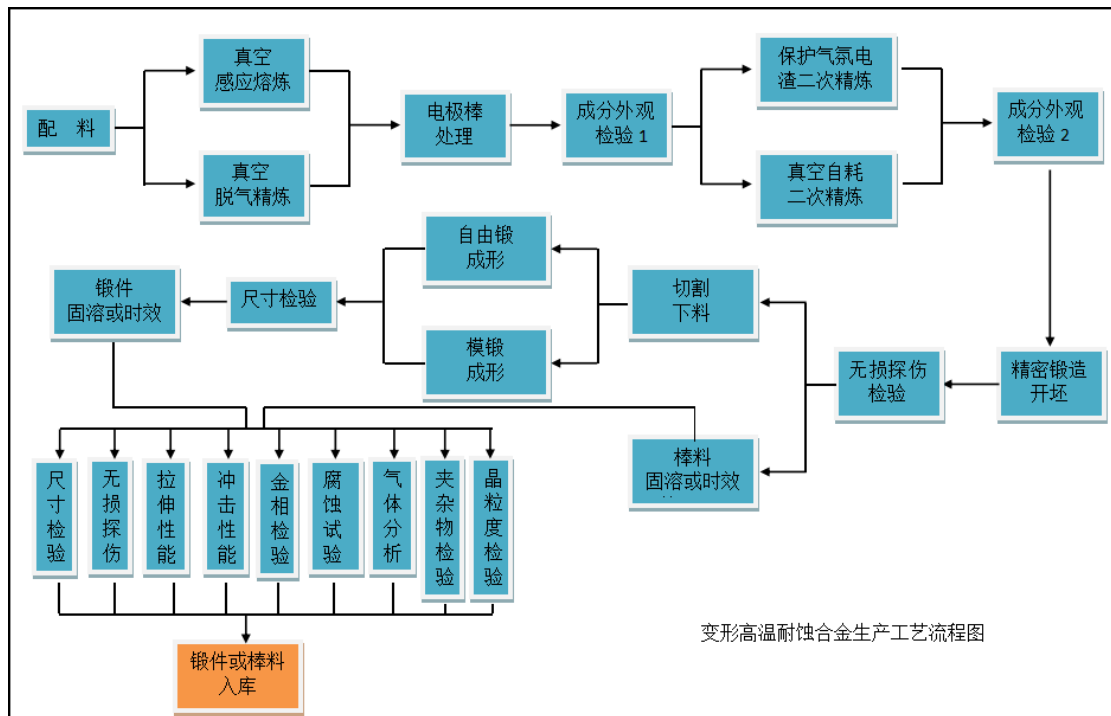 真空
感应熔炼
配 料
真空
脱气精炼
电极棒
处理
成分外观
检验 1
保护气氛电
渣二次精炼
真空自耗
二次精炼
成分外观
检验 2
精密锻造
开坯
无损探伤
检验
切割
下料
棒料
固溶或时效
自由锻
成形
模锻
成形
尺寸检验
锻件
固溶或时效
尺寸检验
无损探伤
拉伸性能
冲击性能
金相检验
腐蚀试验
气体分析
夹杂物检验
晶粒度检验
锻件或棒料
入库
变形高温耐蚀合金生产工艺流程图